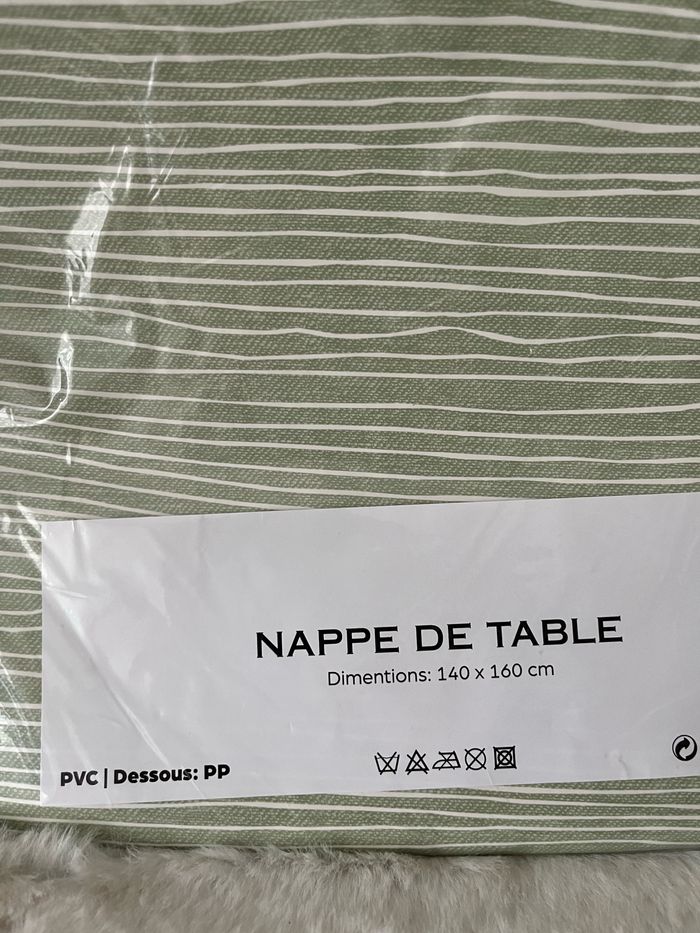 NAPPE DE TABLE
Dimentions: 140 x 160 cm
PVC | Dessous: PP